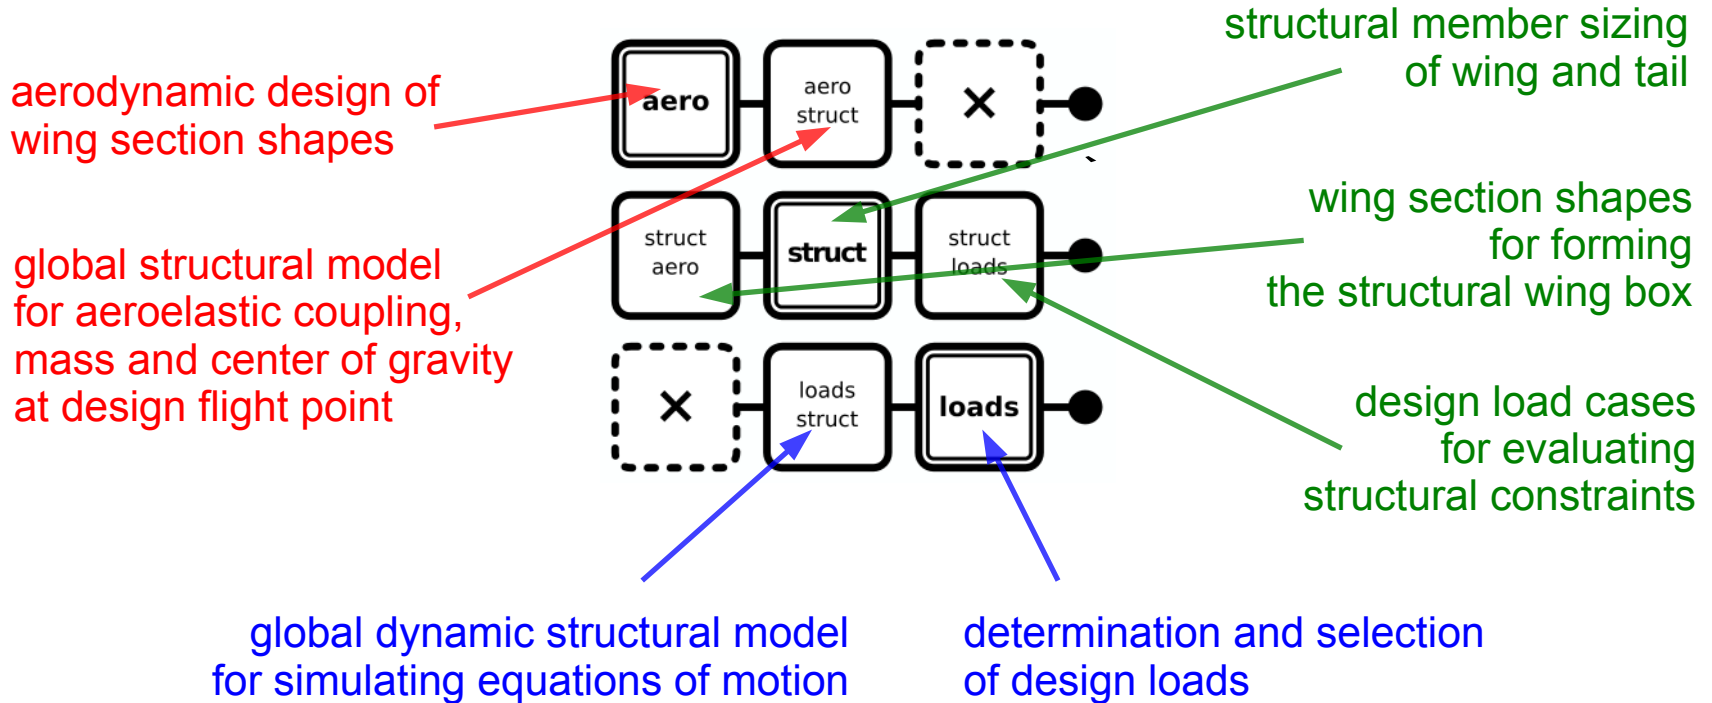 structural member sizing
of wing and tail
aerodynamic design of
wing section shapes
aero
aero
struct
×
wing section shapes
for forming
the structural wing box
struct
aero
struct
struct
loads
global structural model
for aeroelastic coupling,
mass and center of gravity
at design flight point
×
loads
struct
loads
design load cases
for evaluating
structural constraints
global dynamic structural model
for simulating equations of motion
determination and selection
of design loads